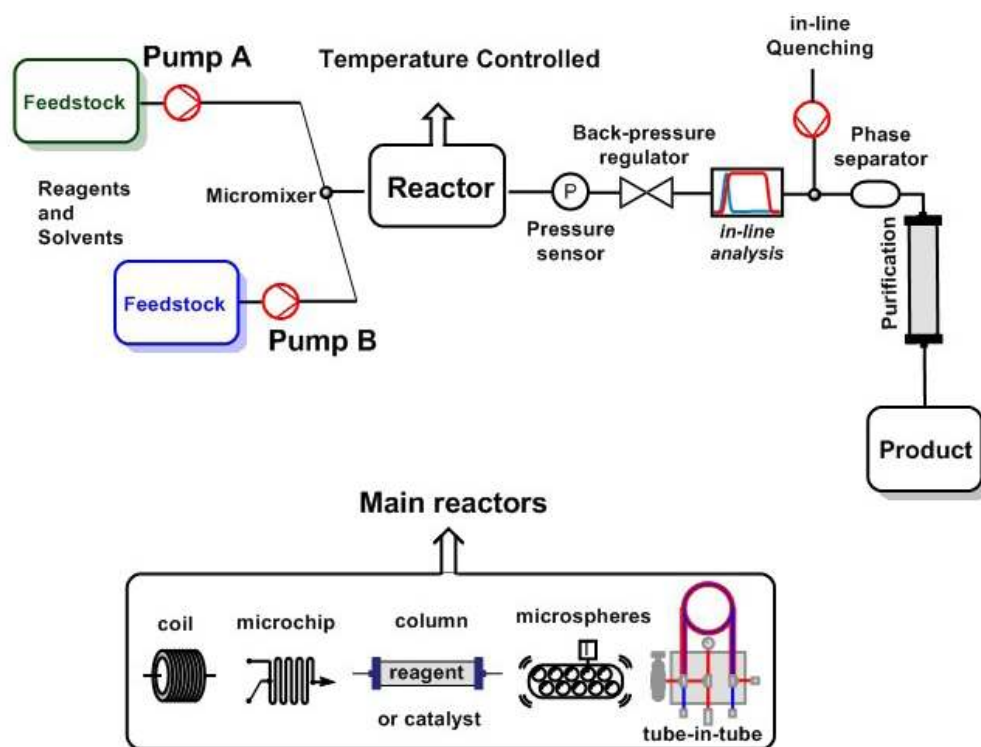 in-line
Quenching
Pump A
Temperature Controlled
Feedstock
Back-pressure
regulator
Phase
separator
Reagents
and
Solvents
Micromixer
Reactor
P
Pressure
sensor
in-line
analysis
Purification
Feedstock
Pump B
Product
Main reactors
coil
microchip
column
microspheres
reagent
or catalyst
tube-in-tube